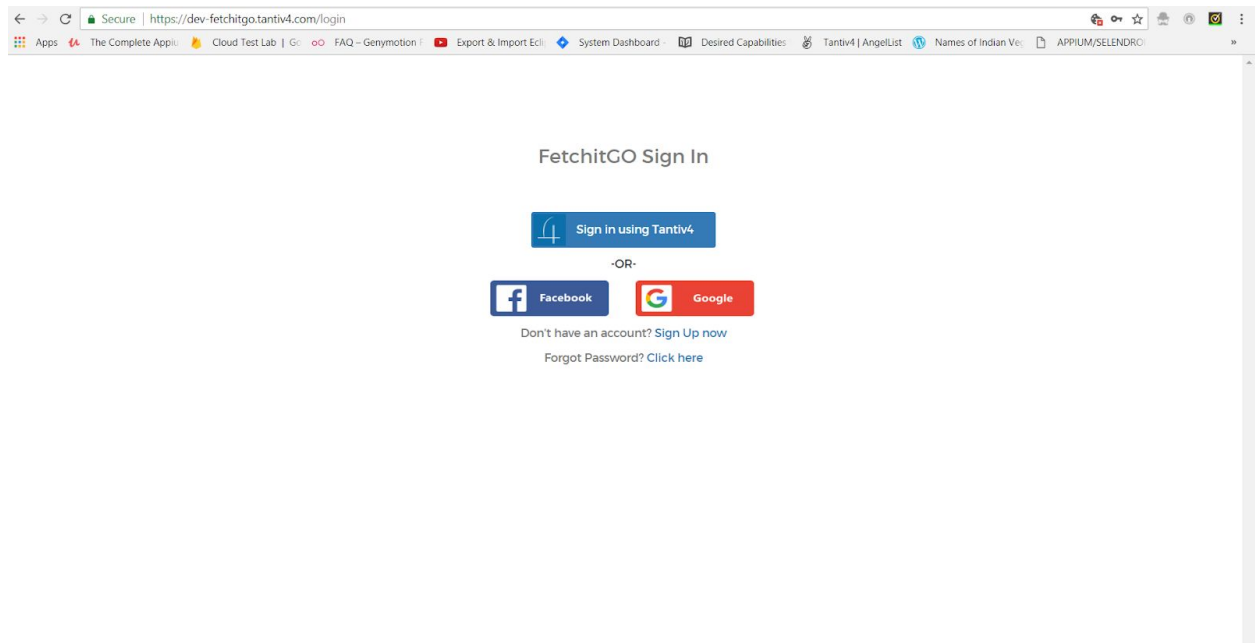 Secure | https://dev-fetchitgo.tantiv4.com/login
Apps The Complete Appiu Cloud Test Lab | Go FAQ – Genymotion F Export & Import Ecli System Dashboard - Desired Capabilities Tantiv4 | AngelList Names of Indian Veg APPIUM/SELENDROI »
FetchitGO Sign In
Sign in using Tantiv4
-OR-
Facebook Google
Don't have an account? Sign Up now
Forgot Password? Click here